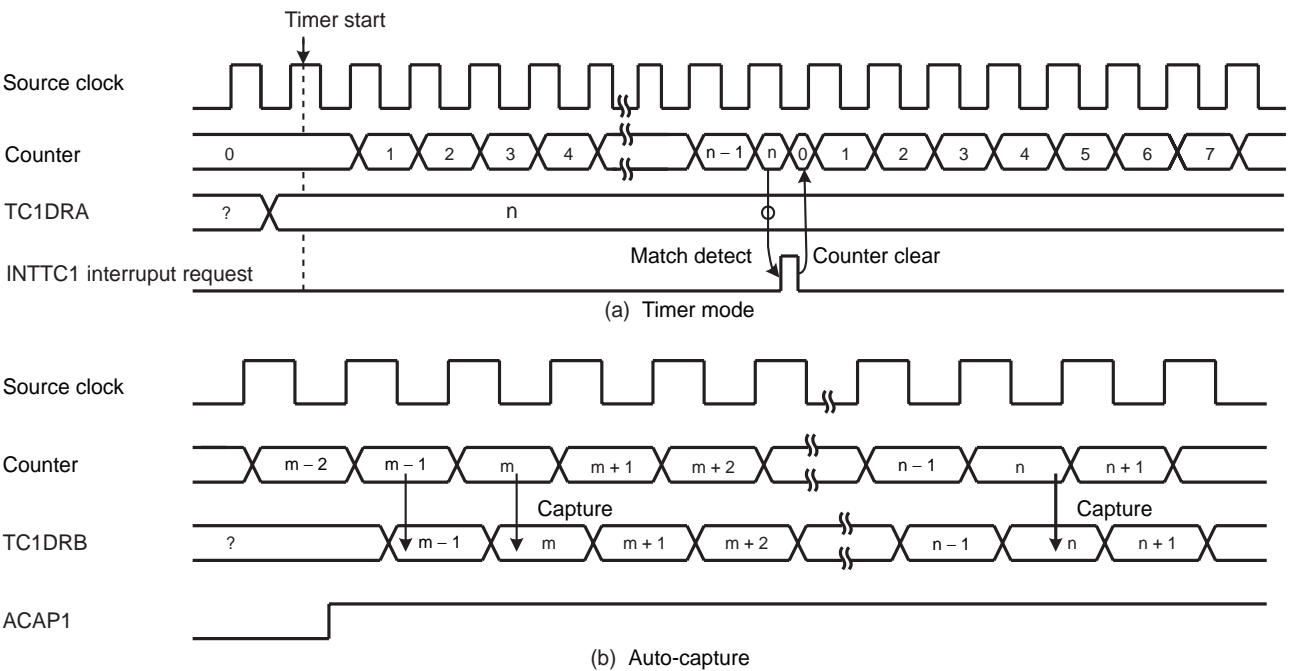 Timer start
Source clock
Counter
0 1 2 3 4 n – 1 n 0 1 2 3 4 5 6 7
TC1DRA
? n
Match detect Counter clear
INTTC1 interruput request
(a) Timer mode
Source clock
Counter
m – 2 m – 1 m m + 1 m + 2 n – 1 n n + 1
Capture Capture
TC1DRB
? m – 1 m m + 1 m + 2 n – 1 n n + 1
ACAP1
(b) Auto-capture